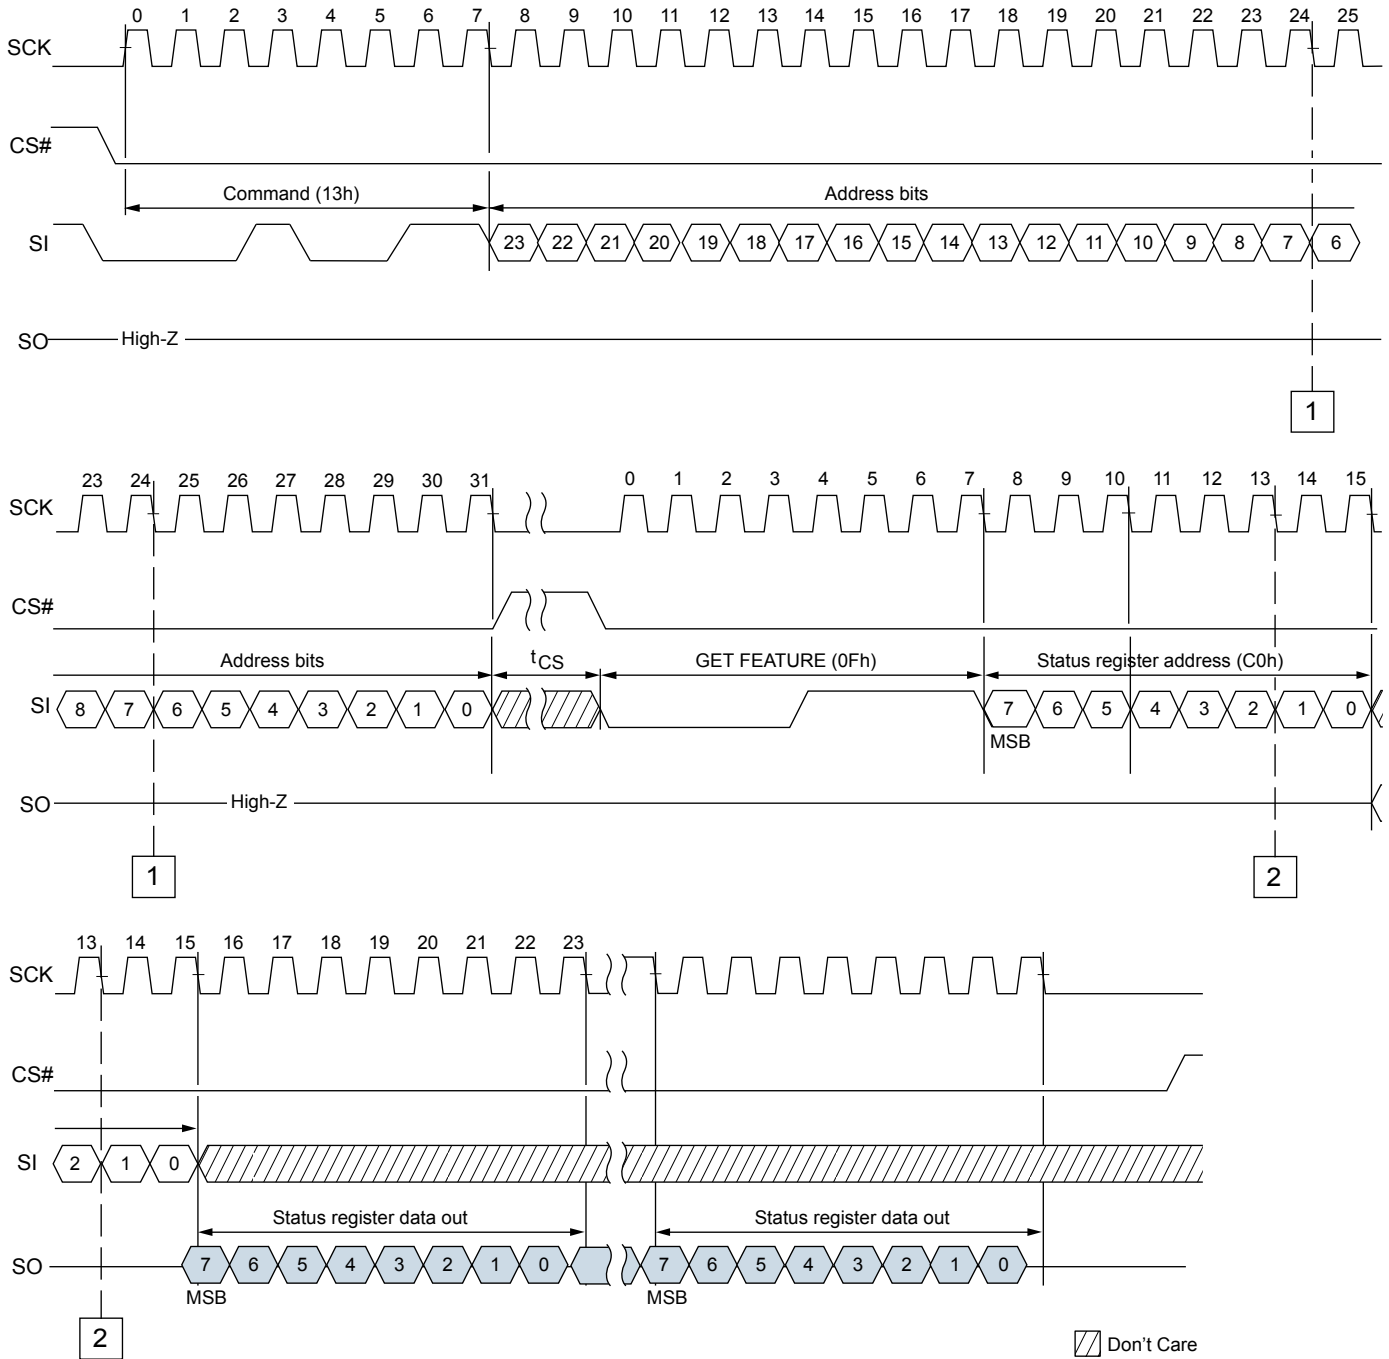 0 1 2 3 4 5 6 7 8 9 10 11 12 13 14 15 16 17 18 19 20 21 22 23 24 25
SCK
CS#
Command (13h) Address bits
SI 23 22 21 20 19 18 17 16 15 14 13 12 11 10 9 8 7 6
SO High-Z
1
23 24 25 26 27 28 29 30 31 0 1 2 3 4 5 6 7 8 9 10 11 12 13 14 15
SCK
CS#
Address bits tCS GET FEATURE (0Fh) Status register address (C0h)
SI 8 7 6 5 4 3 2 1 0 7 6 5 4 3 2 1 0
MSB
SO High-Z
1 2
13 14 15 16 17 18 19 20 21 22 23
SCK
CS#
SI 2 1 0
Status register data out Status register data out
SO 7 6 5 4 3 2 1 0 7 6 5 4 3 2 1 0
MSB MSB
2
Don't Care